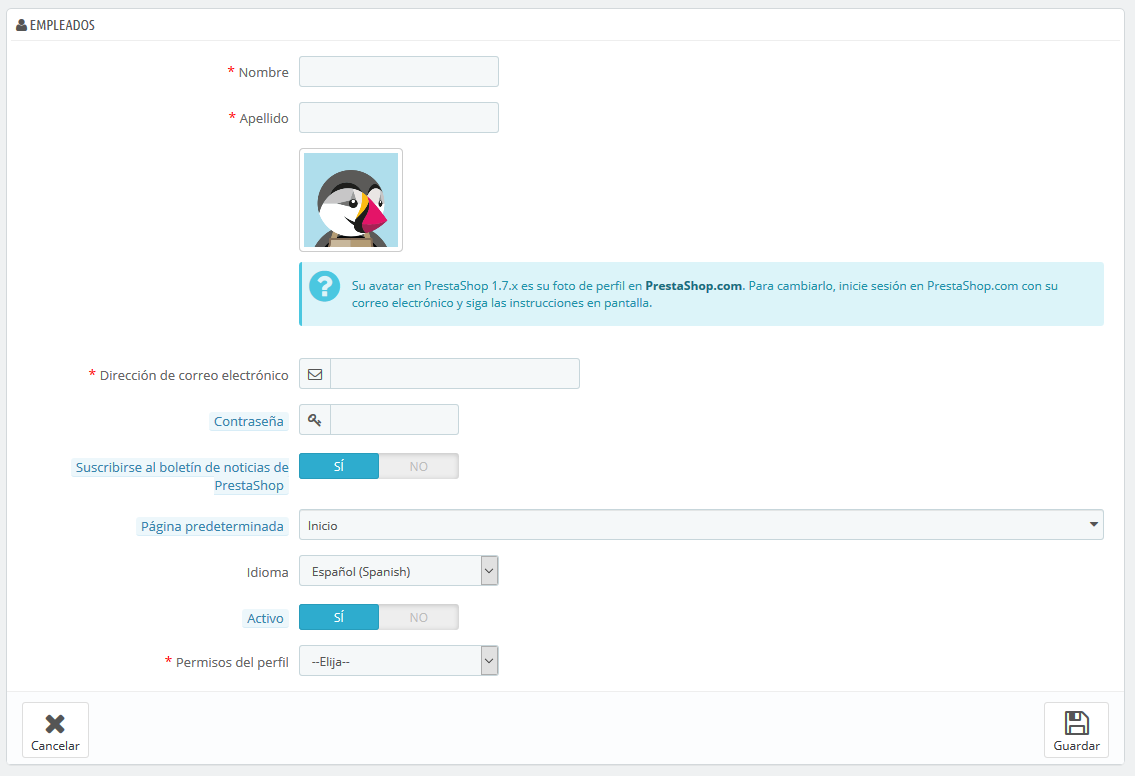 EMPLEADOS
* Nombre
* Apellido
?
Su avatar en PrestaShop 1.7.x es su foto de perfil en PrestaShop.com. Para cambiarlo, inicie sesión en PrestaShop.com con su
correo electrónico y siga las instrucciones en pantalla.
* Dirección de correo electrónico
Contraseña
Suscribirse al boletín de noticias de
PrestaShop
SÍ NO
Página predeterminada
Inicio
Idioma
Español (Spanish)
Activo
SÍ NO
* Permisos del perfil
--Elija--
Cancelar
Guardar